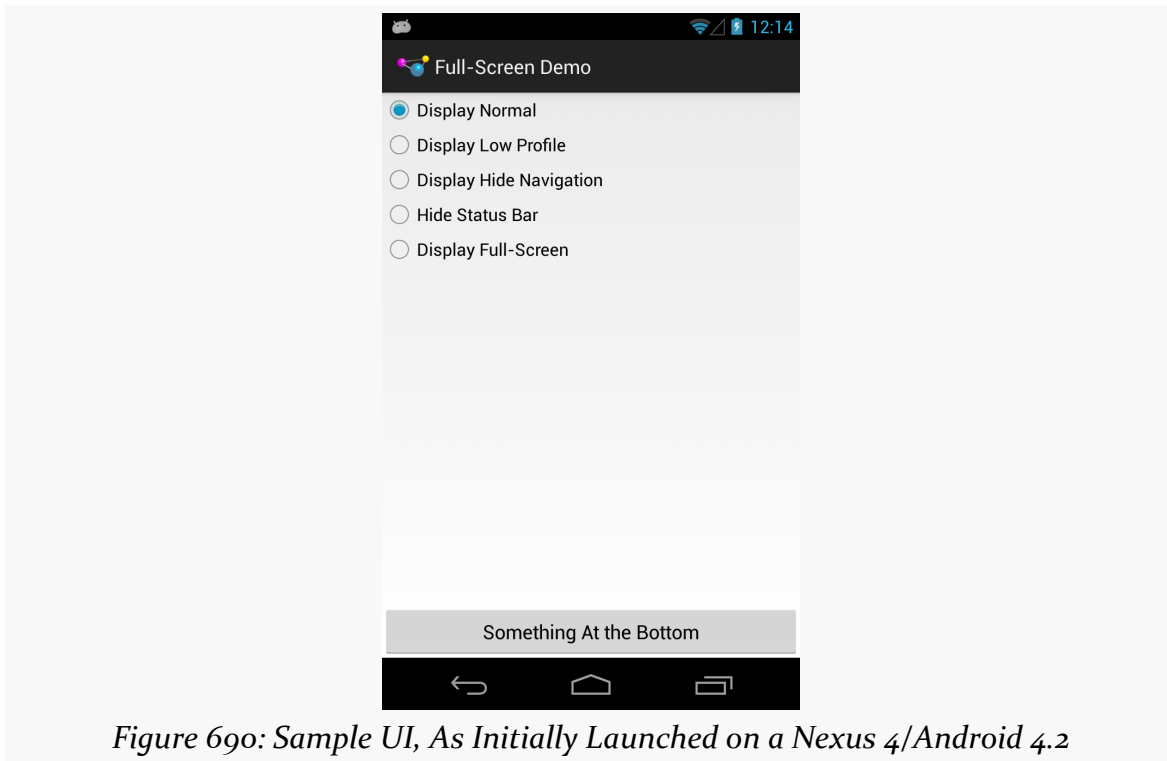 12:14
Full-Screen Demo
Display Normal
Display Low Profile
Display Hide Navigation
Hide Status Bar
Display Full-Screen
Something At the Bottom
Figure 690: Sample UI, As Initially Launched on a Nexus 4/Android 4.2